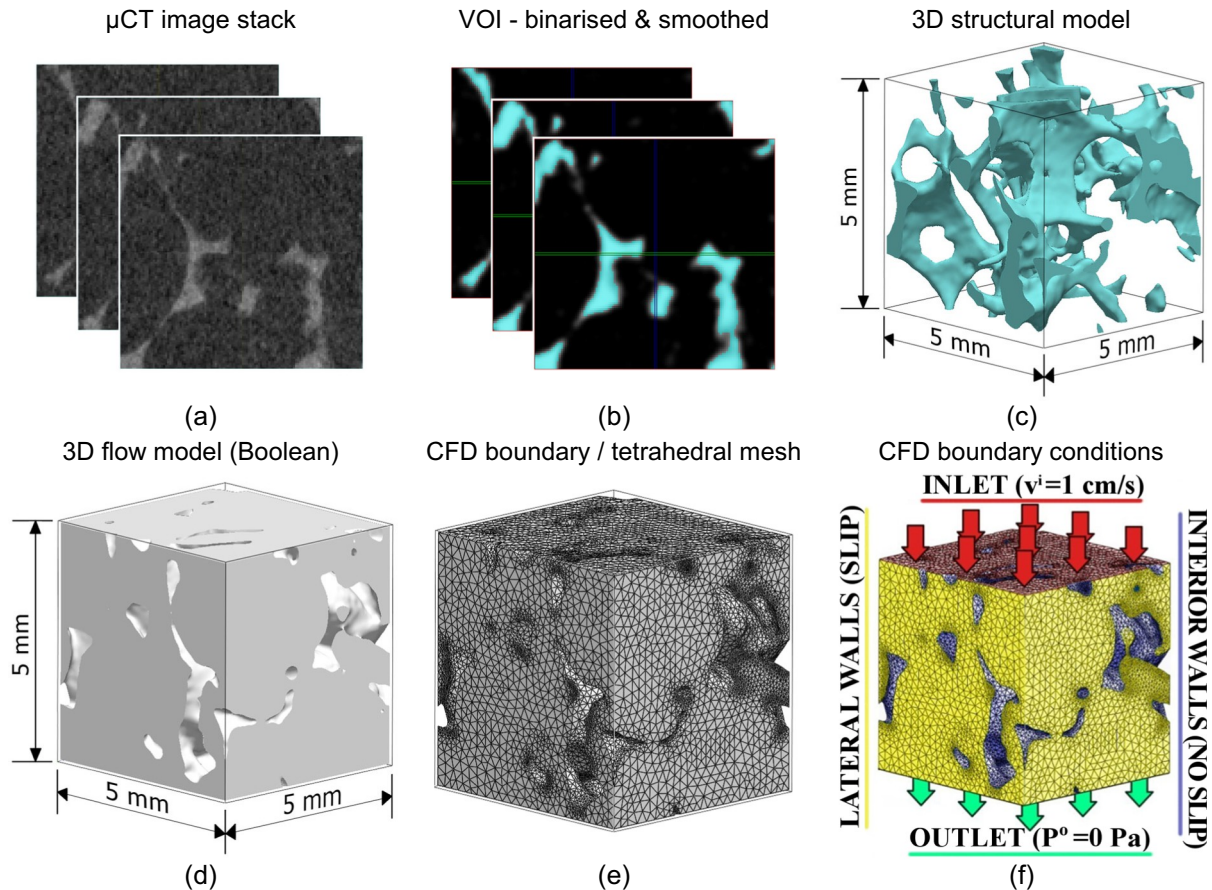 µCT image stack
VOI - binarised & smoothed
3D structural model
5 mm
5 mm
5 mm
(a)
(b)
(c)
3D flow model (Boolean)
CFD boundary / tetrahedral mesh
CFD boundary conditions
5 mm
5 mm
5 mm
INLET (vⁱ=1 cm/s)
LATERAL WALLS (SLIP)
INTERIOR WALLS (NO SLIP)
OUTLET (Pᵒ=0 Pa)
(d)
(e)
(f)